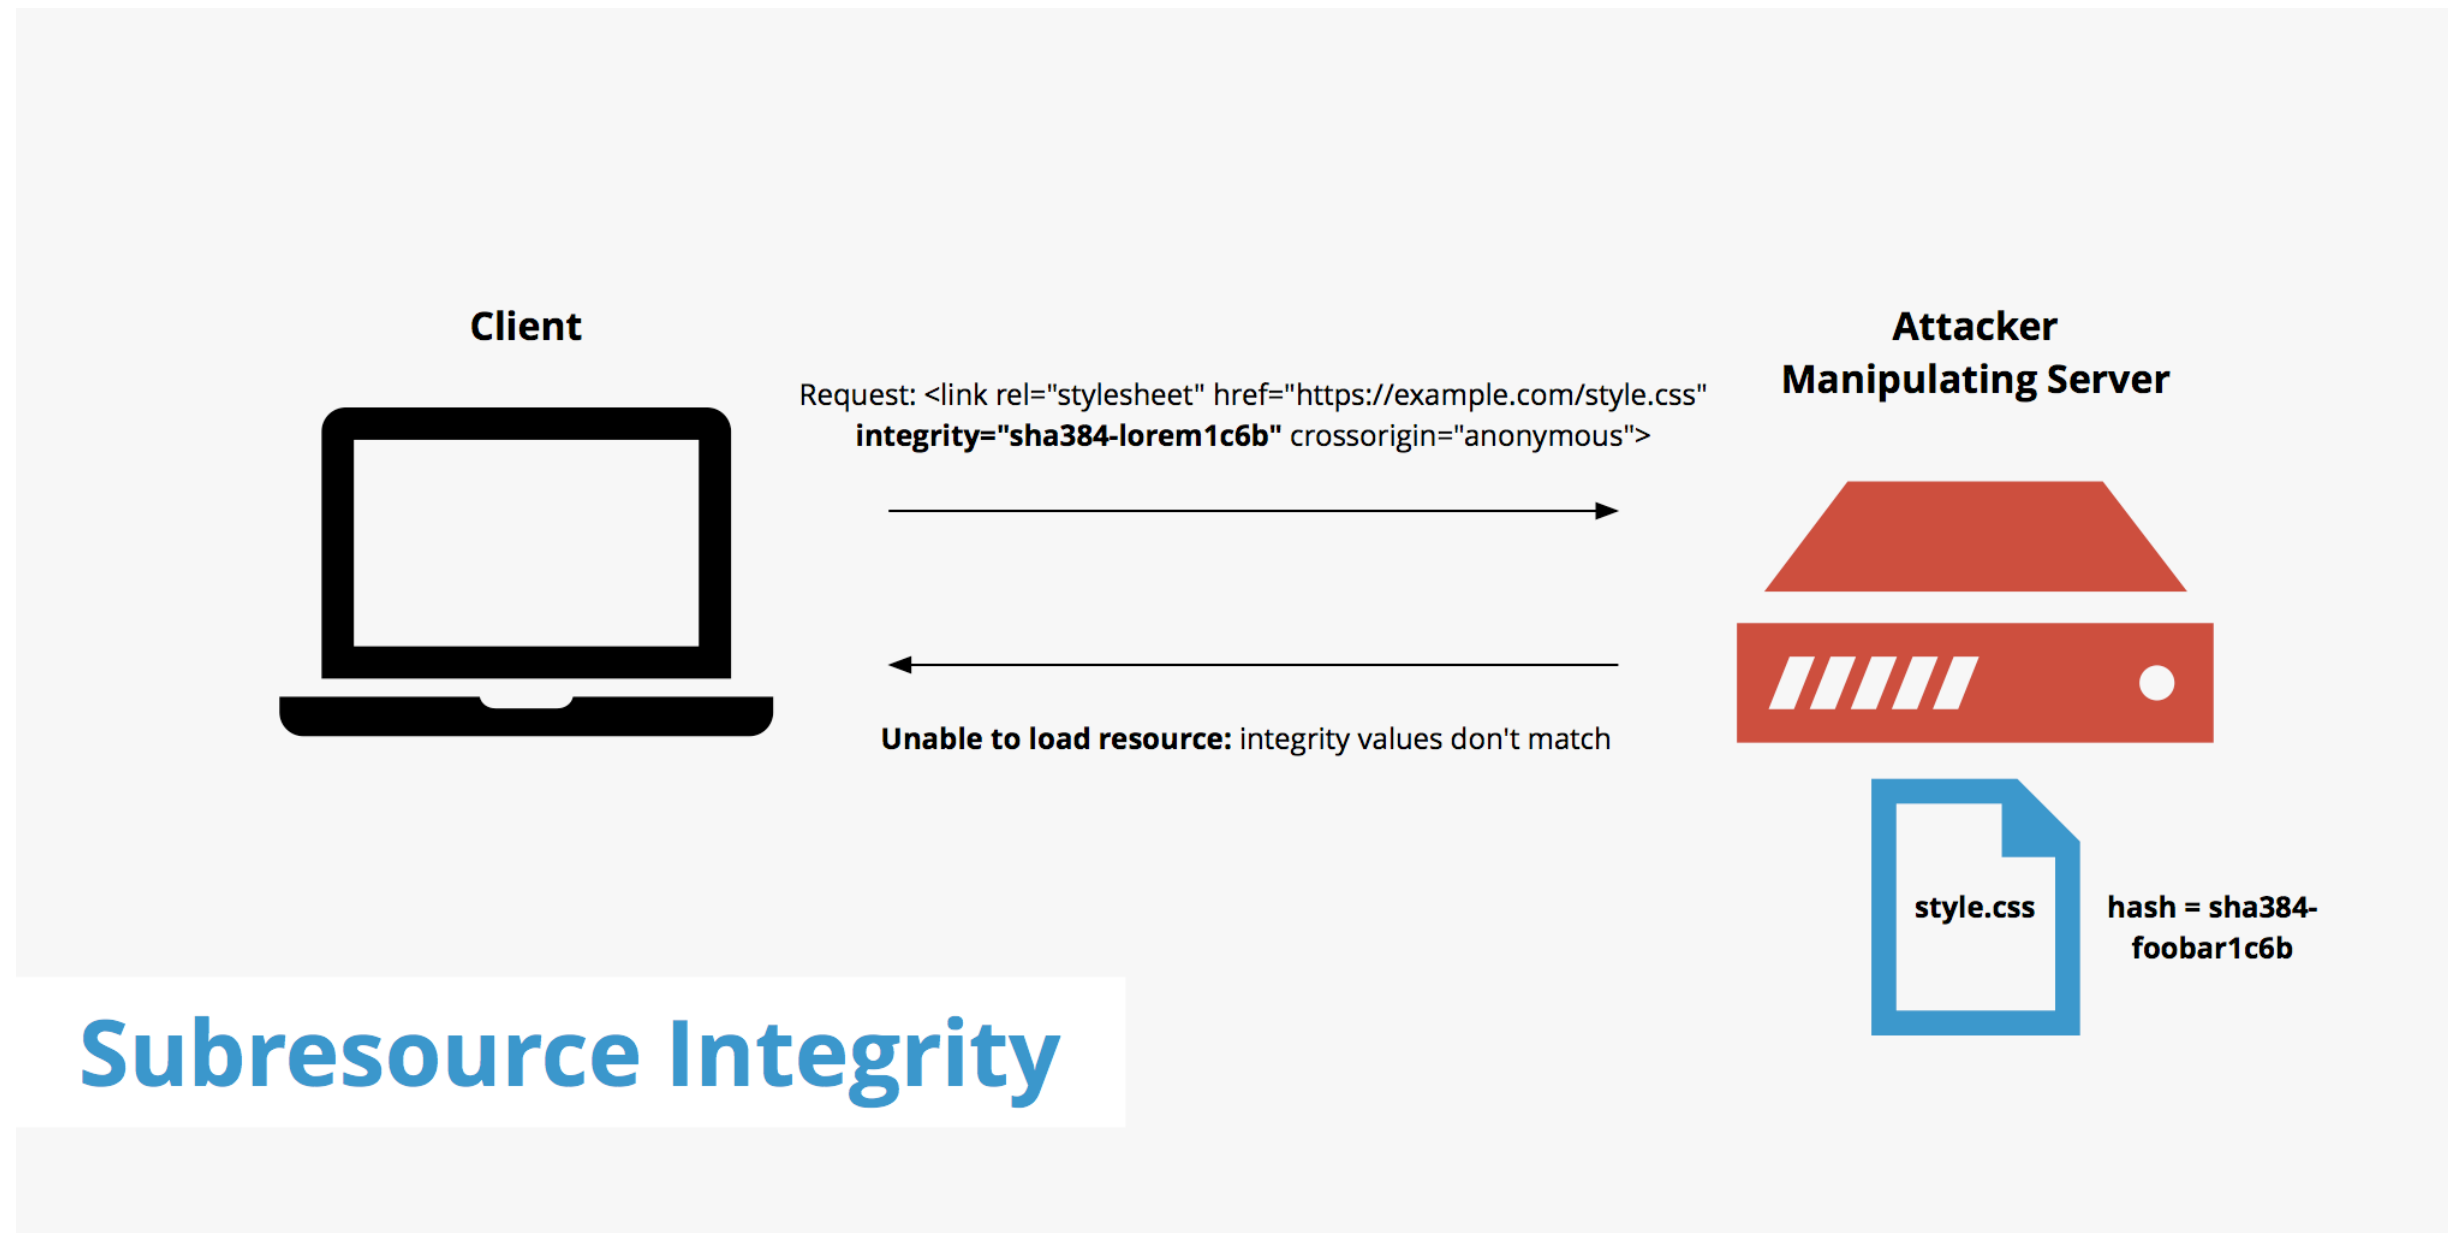 Client
Attacker
Manipulating Server
Request: <link rel="stylesheet" href="https://example.com/style.css"
integrity="sha384-lorem1c6b" crossorigin="anonymous">
Unable to load resource: integrity values don't match
style.css
hash = sha384-
foobar1c6b
Subresource Integrity